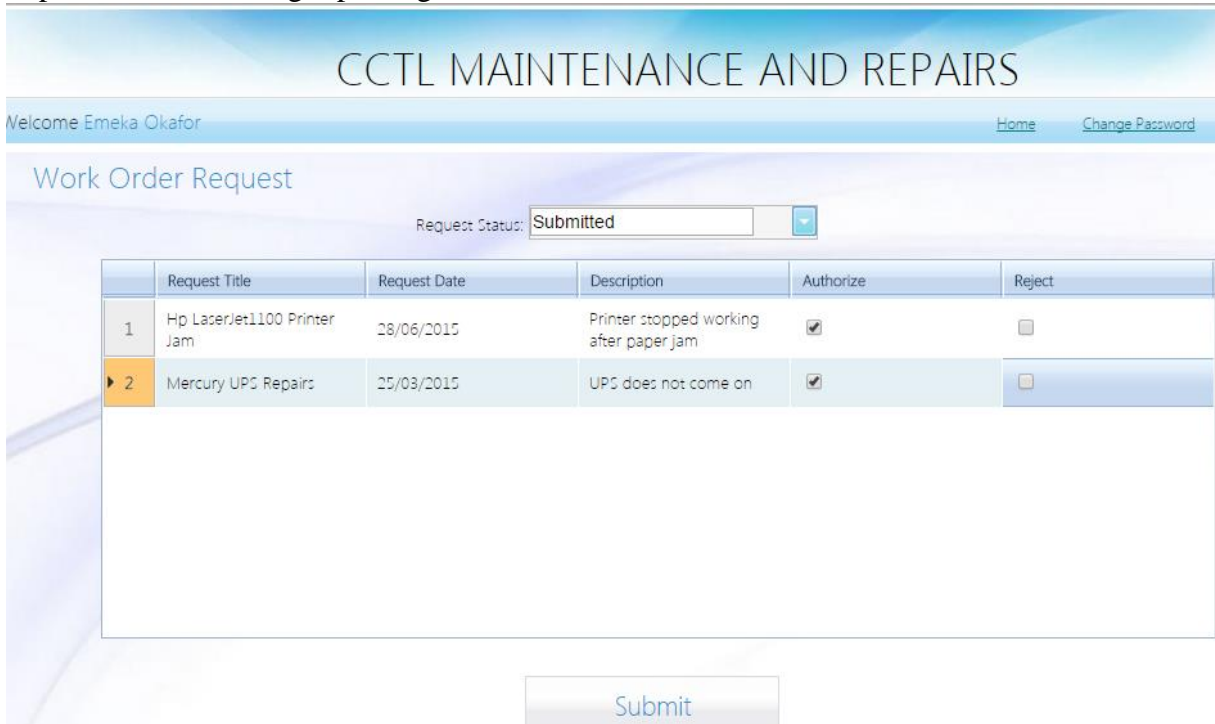 CCTL MAINTENANCE AND REPAIRS
Welcome Emeka Okafor
Home Change Password
Work Order Request
Request Status: Submitted
Request Title Request Date Description Authorize Reject
1 Hp LaserJet1100 Printer Jam 28/06/2015 Printer stopped working after paper jam
2 Mercury UPS Repairs 25/03/2015 UPS does not come on
Submit